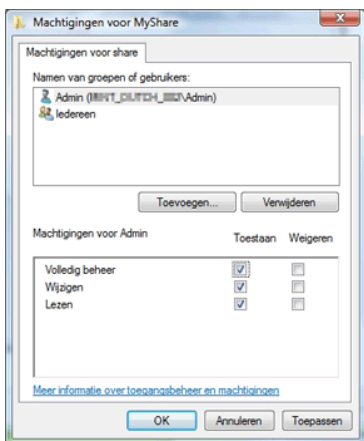 Machtigingen voor MyShare
Machtigingen voor share
Namen van groepen of gebruikers:
Admin (\Admin)
Iedereen
Toevoegen...
Verwijderen
Machtigingen voor Admin Toestaan Weigeren
Volledig beheer
Wijzigen
Lezen
Meer informatie over toegangsbeheer en machtigingen
OK
Annuleren
Toepassen